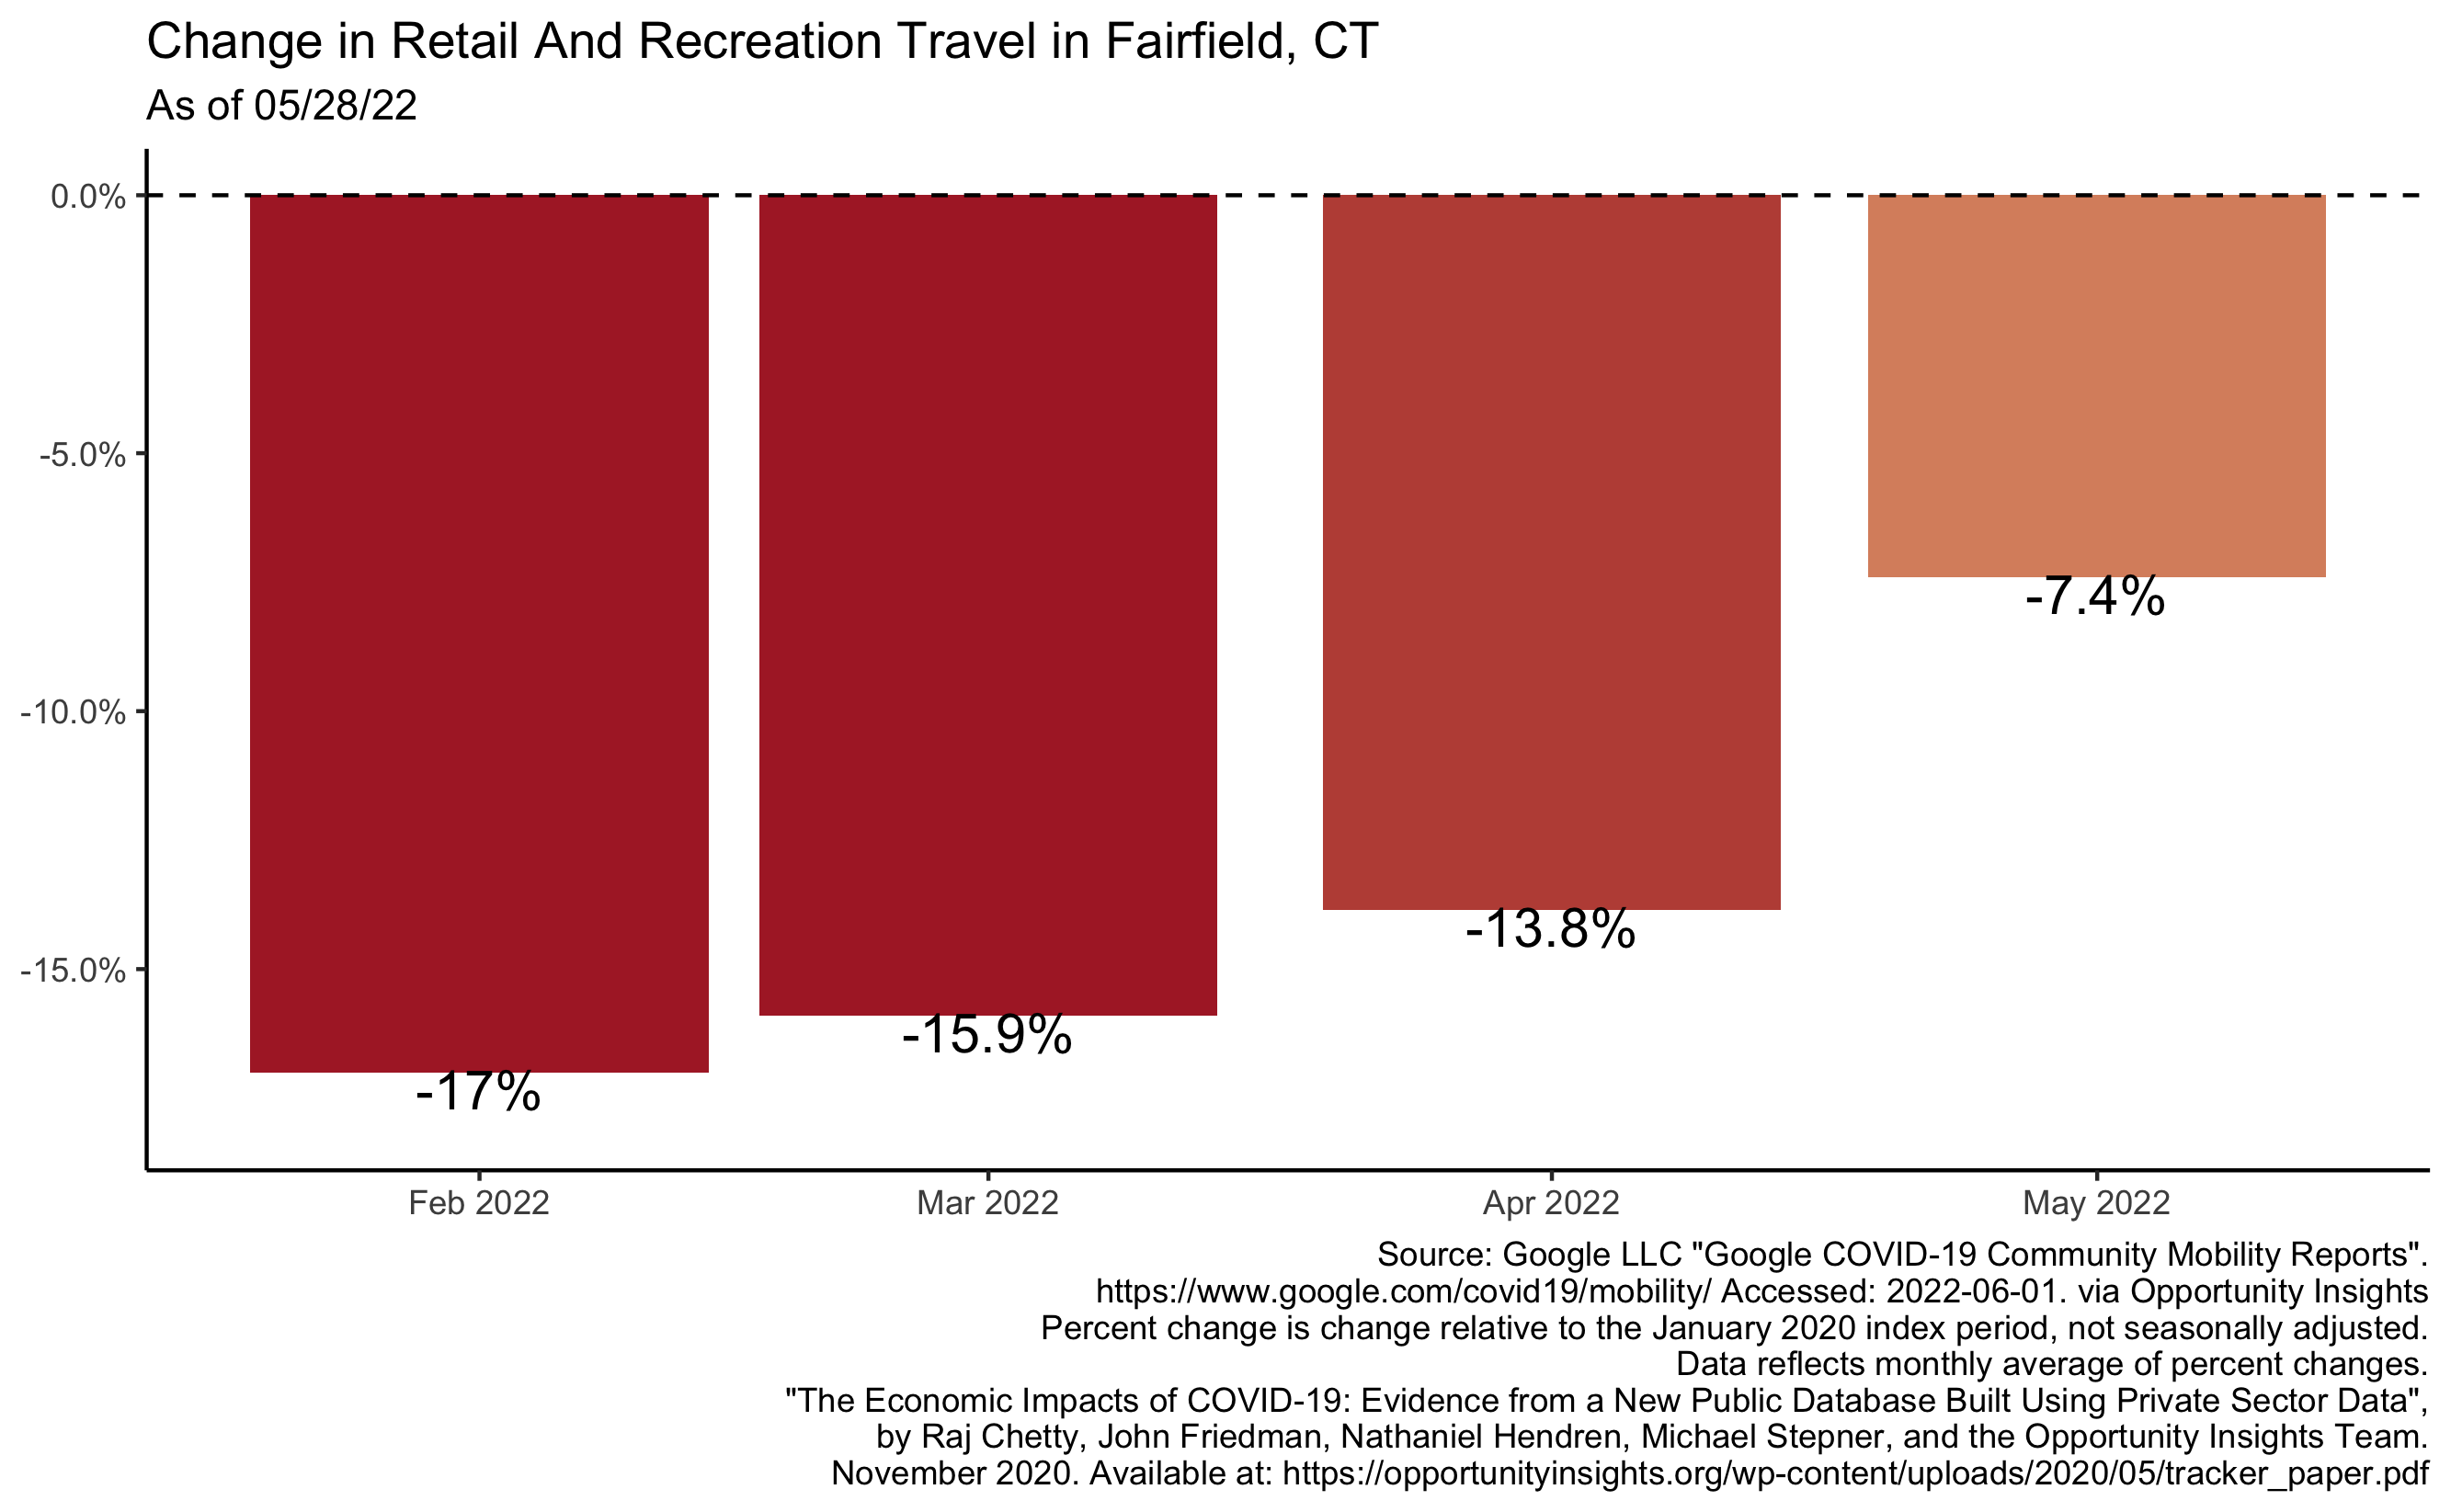 Change in Retail And Recreation Travel in Fairfield, CT
As of 05/28/22
0.0%
-5.0%
-10.0%
-15.0%
-17%
-15.9%
-13.8%
-7.4%
Feb 2022
Mar 2022
Apr 2022
May 2022
Source: Google LLC "Google COVID-19 Community Mobility Reports".
https://www.google.com/covid19/mobility/ Accessed: 2022-06-01. via Opportunity Insights
Percent change is change relative to the January 2020 index period, not seasonally adjusted.
Data reflects monthly average of percent changes.
"The Economic Impacts of COVID-19: Evidence from a New Public Database Built Using Private Sector Data",
by Raj Chetty, John Friedman, Nathaniel Hendren, Michael Stepner, and the Opportunity Insights Team.
November 2020. Available at: https://opportunityinsights.org/wp-content/uploads/2020/05/tracker_paper.pdf